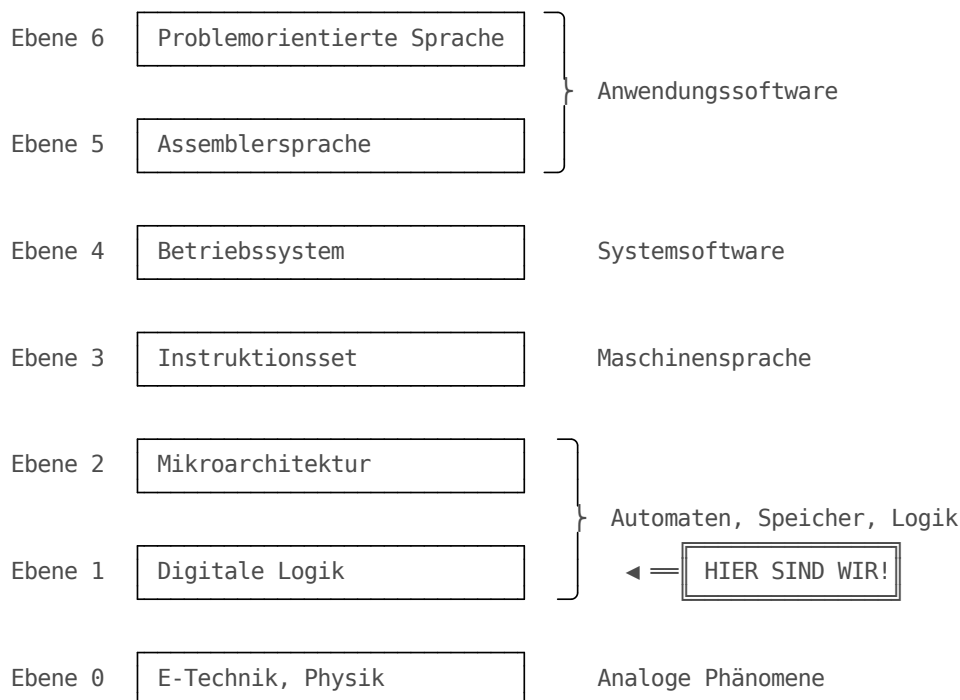 Ebene 6 Problemorientierte Sprache
Anwendungssoftware
Ebene 5 Assemblersprache
Ebene 4 Betriebssystem Systemsoftware
Ebene 3 Instruktionsset Maschinensprache
Ebene 2 Mikroarchitektur
Automaten, Speicher, Logik
Ebene 1 Digitale Logik HIER SIND WIR!
Ebene 0 E-Technik, Physik Analoge Phänomene